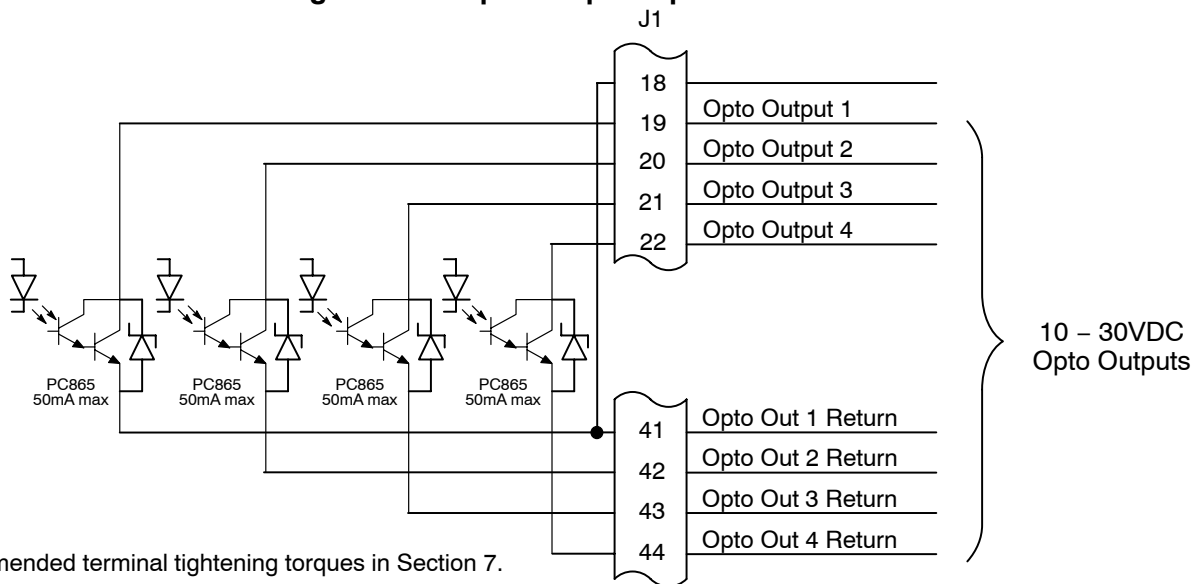 J1
18
Opto Output 1
19
Opto Output 2
20
Opto Output 3
21
Opto Output 4
22
10 – 30VDC
Opto Outputs
PC865
50mA max
PC865
50mA max
PC865
50mA max
PC865
50mA max
Opto Out 1 Return
41
Opto Out 2 Return
42
Opto Out 3 Return
43
Opto Out 4 Return
44
tightening torques in Section 7.